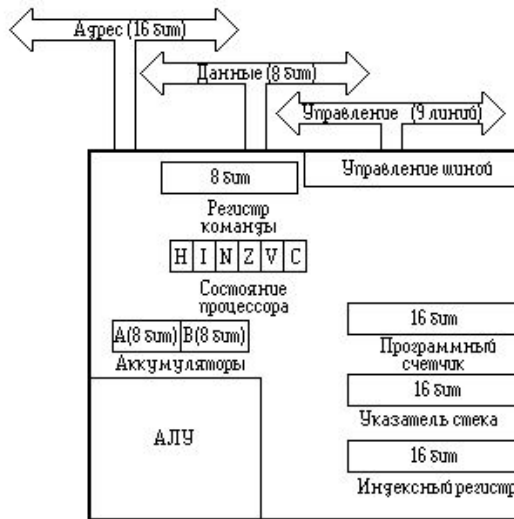 Адрес (16 бит)
Данные (8 бит)
Управление (9 линий)
8 бит
Управление шиной
Регистр
команды
H I N Z V C
Состояние
процессора
A(8 бит) B(8 бит)
Аккумуляторы
16 бит
Программный
счетчик
16 бит
Указатель стека
АЛУ
16 бит
Индексный регистр